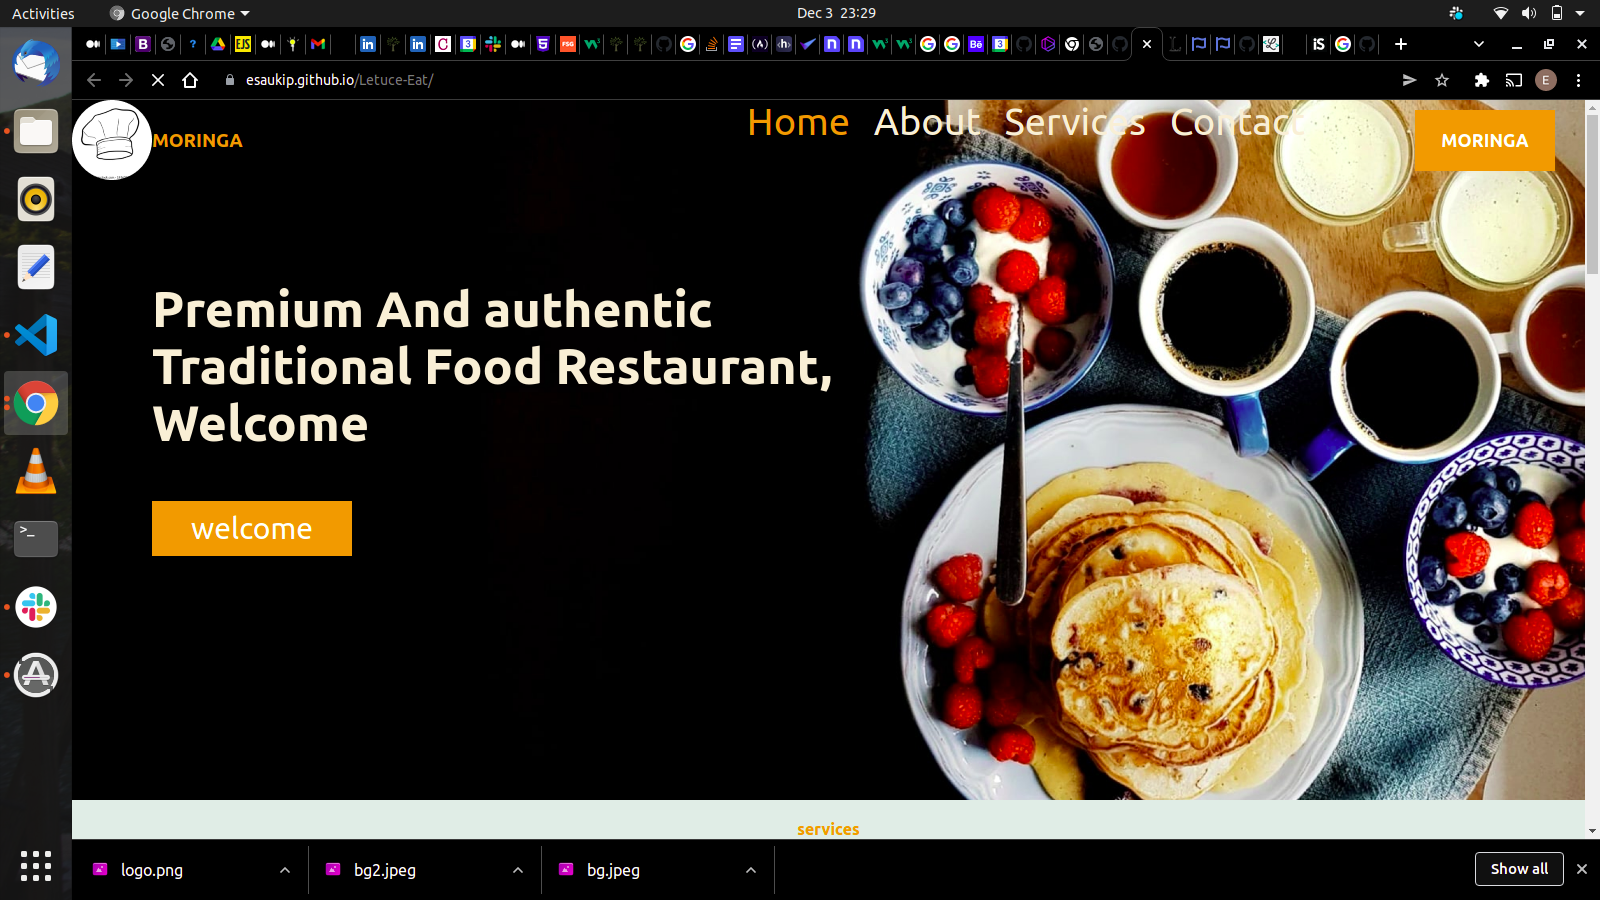 Activities
Google Chrome
Dec 3 23:29
esaukip.github.io/Letuce-Eat/
E
MORINGA
Home About Services Contact
MORINGA
Premium And authentic
Traditional Food Restaurant,
Welcome
welcome
services
logo.png
bg2.jpeg
bg.jpeg
Show all